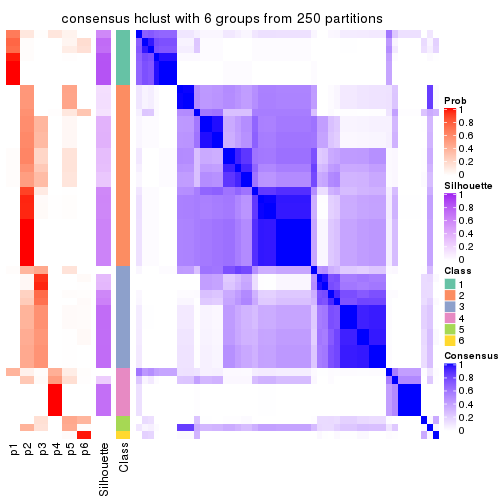 consensus hclust with 6 groups from 250 partitions
Prob
1
0.8
0.6
0.4
0.2
0
Silhouette
1
0.8
0.6
0.4
0.2
0
Class
1
2
3
4
5
6
Consensus
1
0.8
0.6
0.4
0.2
0
p1
p2
p3
p4
p5
p6
Silhouette
Class